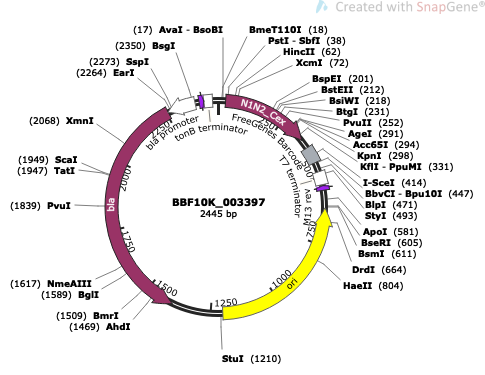 Created with SnapGene®
(17) AvaI - BsoBI
BmeT110I (18)
PstI - SbfI (38)
HincII (62)
XcmI (72)
BspEI (201)
BstEII (212)
BsiWI (218)
BtgI (231)
PvuII (252)
AgeI (291)
Acc65I (294)
KpnI (298)
KflI - PpuMI (331)
I-SceI (414)
BbvCI - Bpu10I (447)
BlpI (471)
StyI (493)
ApoI (581)
BseRI (605)
BsmI (611)
DrdI (664)
HaeII (804)
StuI (1210)
(1469) AhdI
(1509) BmrI
(1589) BglI
(1617) NmeAIII
(1839) PvuI
(1947) TatI
(1949) ScaI
(2068) XmnI
(2264) EarI
(2273) SspI
(2350) BsgI
N1N2_Cex
FreeGenes Barcode
T7 terminator
M13 rev
ori
bla
bla promoter
tonB terminator
250
500
750
1000
1250
1500
1750
2000
2250
BBF10K_003397
2445 bp